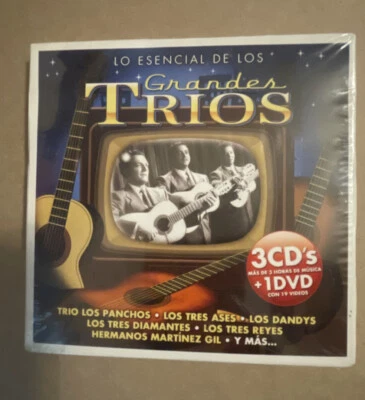 LO ESENCIAL DE LOS
Grandes
TRIOS
3CD's
MÁS DE 3 HORAS DE MÚSICA
+1DVD
CON 19 VIDEOS
TRIO LOS PANCHOS • LOS TRES ASES • LOS DANDYS
LOS TRES DIAMANTES • LOS TRES REYES
HERMANOS MARTÍNEZ GIL • Y MÁS...